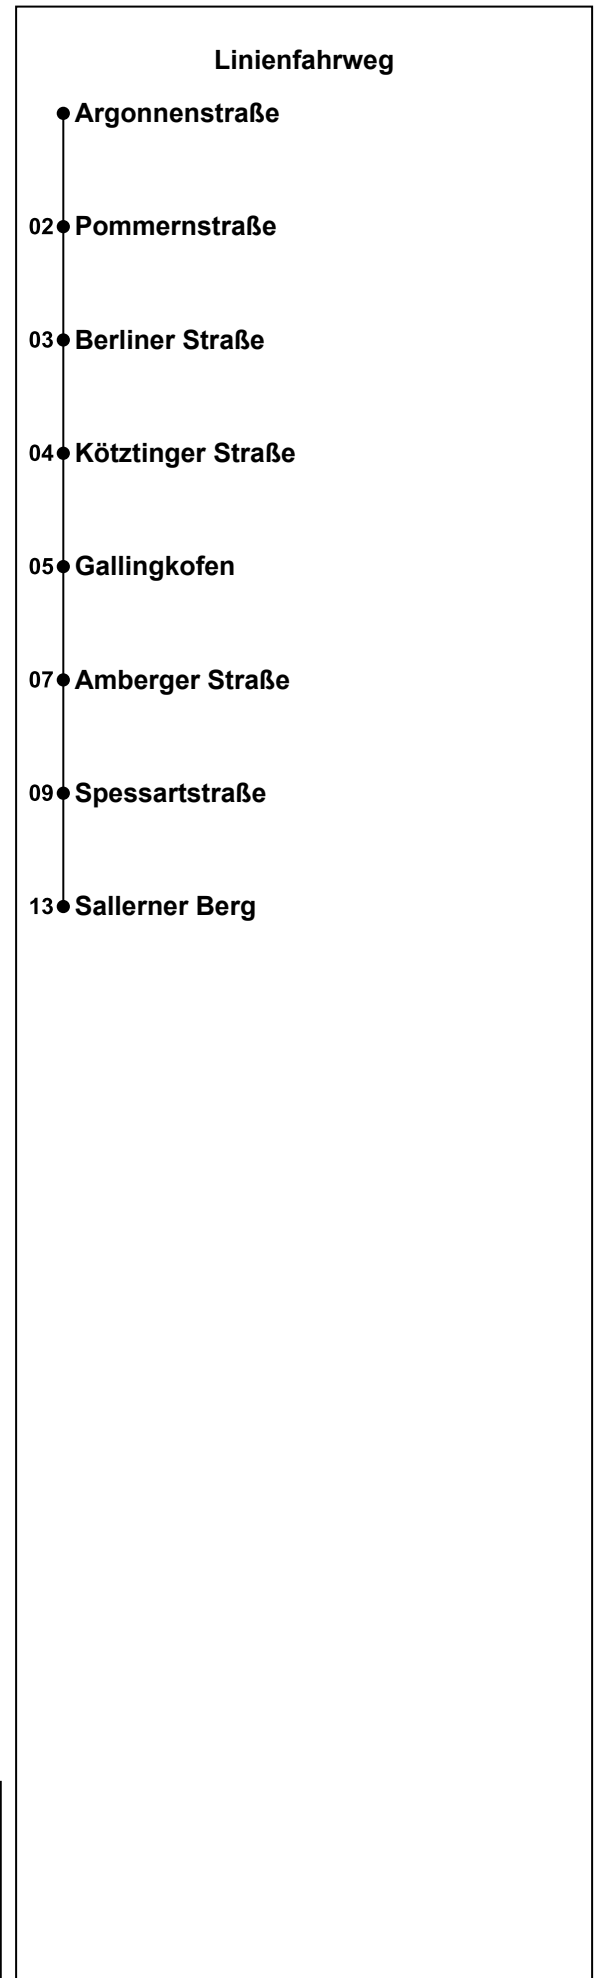 Linienfahrweg
Argonnenstraße
02 Pommernstraße
03 Berliner Straße
04 Kötztinger Straße
05 Gallingkofen
07 Amberger Straße
09 Spessartstraße
13 Sallerner Berg